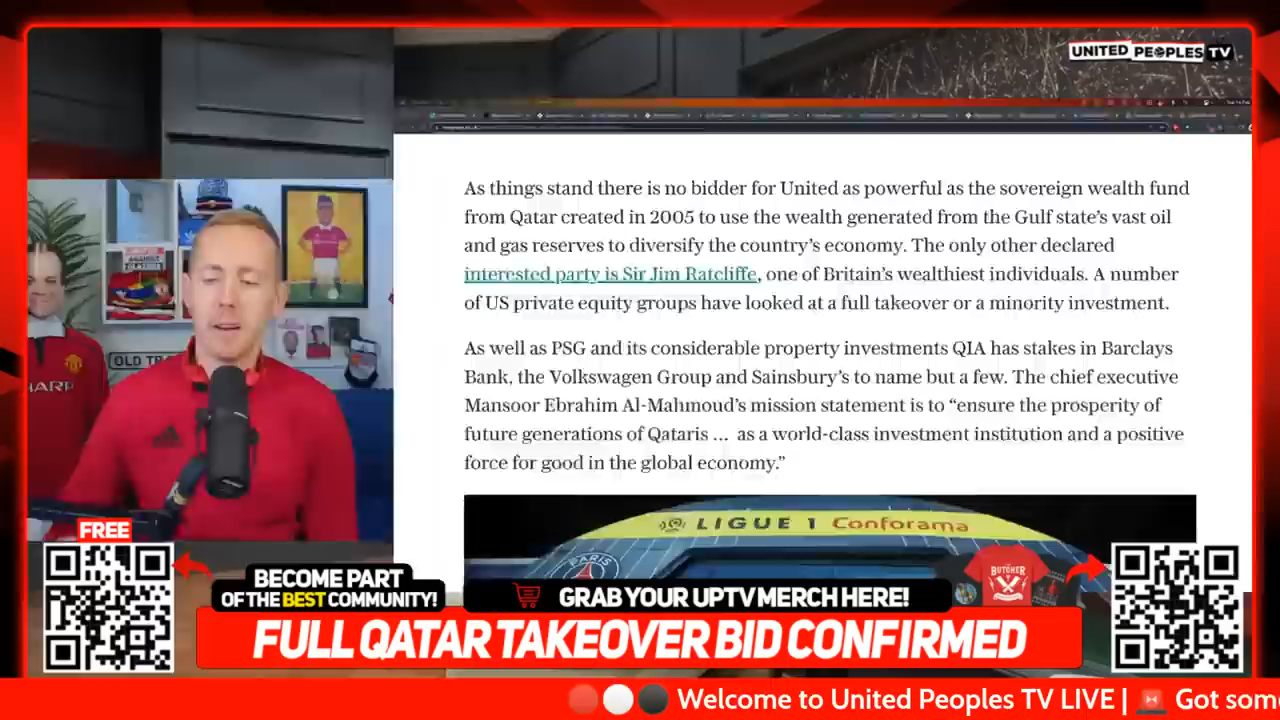 UNITED PEOPLES TV
As things stand there is no bidder for United as powerful as the sovereign wealth fund
from Qatar created in 2005 to use the wealth generated from the Gulf state's vast oil
and gas reserves to diversify the country's economy. The only other declared
interested party is Sir Jim Ratcliffe, one of Britain's wealthiest individuals. A number
of US private equity groups have looked at a full takeover or a minority investment.
As well as PSG and its considerable property investments QIA has stakes in Barclays
Bank, the Volkswagen Group and Sainsbury's to name but a few. The chief executive
Mansoor Ebrahim Al-Mahmoud's mission statement is to “ensure the prosperity of
future generations of Qataris ... as a world-class investment institution and a positive
force for good in the global economy.”
OLD TR
HARP
LIGUE 1 Conforama
PARIS
FREE
BECOME PART
OF THE BEST COMMUNITY!
GRAB YOUR UPTV MERCH HERE!
BUTCHER
FULL QATAR TAKEOVER BID CONFIRMED
Welcome to United Peoples TV LIVE | Got som